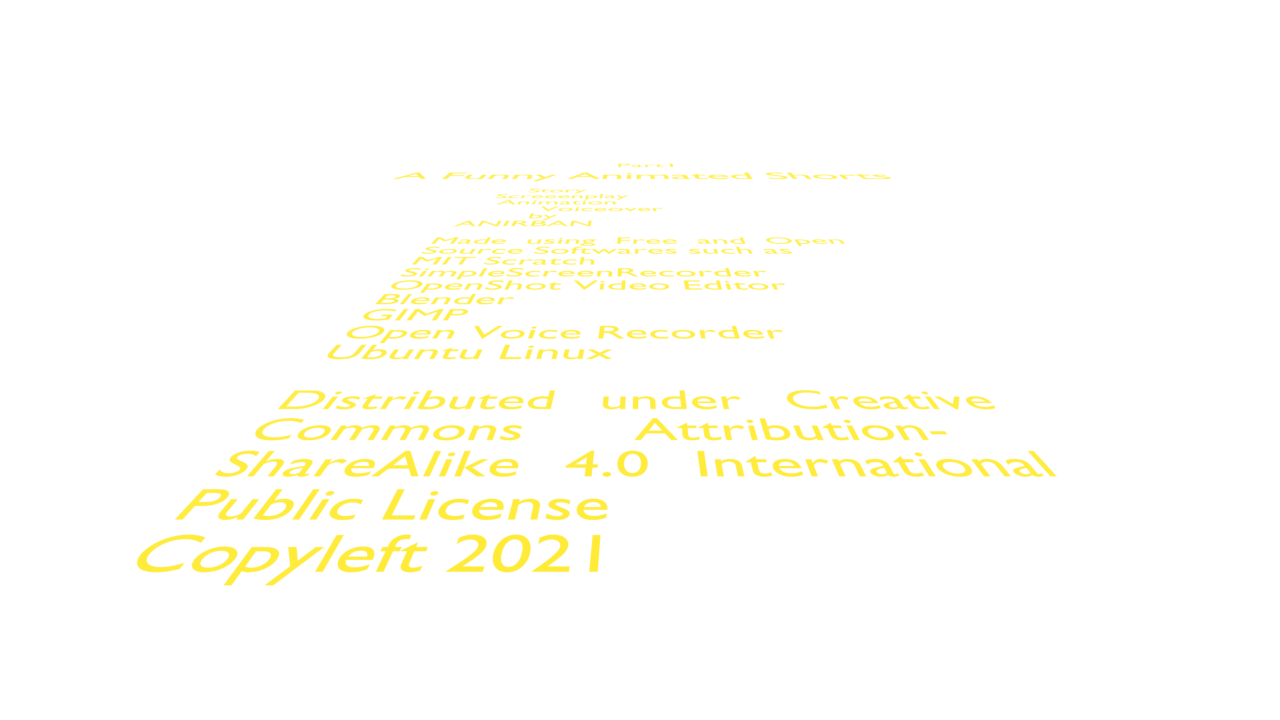 Part1
A Funny Animated Shorts
Story
Screeenplay
Animation
Voiceover
by
ANIRBAN
Made using Free and Open
Source Softwares such as
MIT Scratch
SimpleScreenRecorder
OpenShot Video Editor
Blender
GIMP
Open Voice Recorder
Ubuntu Linux
Distributed under Creative
Commons Attribution-
ShareAlike 4.0 International
Public License
Copyleft 2021